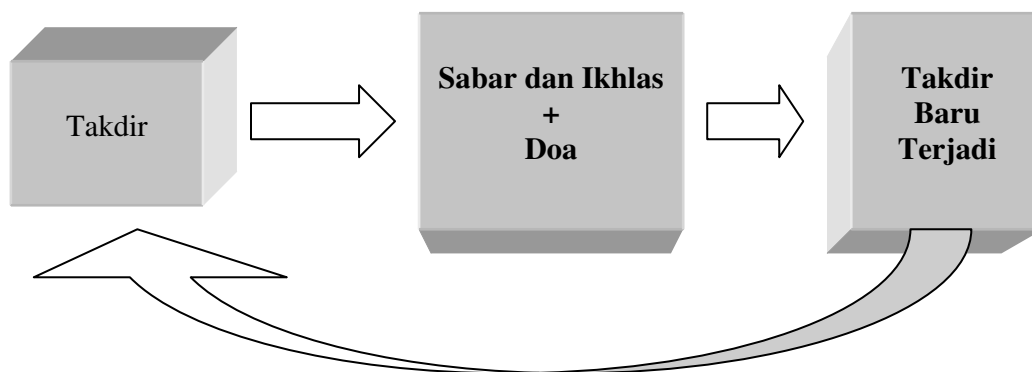 Takdir
Sabar dan Ikhlas
+
Doa
Takdir
Baru
Terjadi